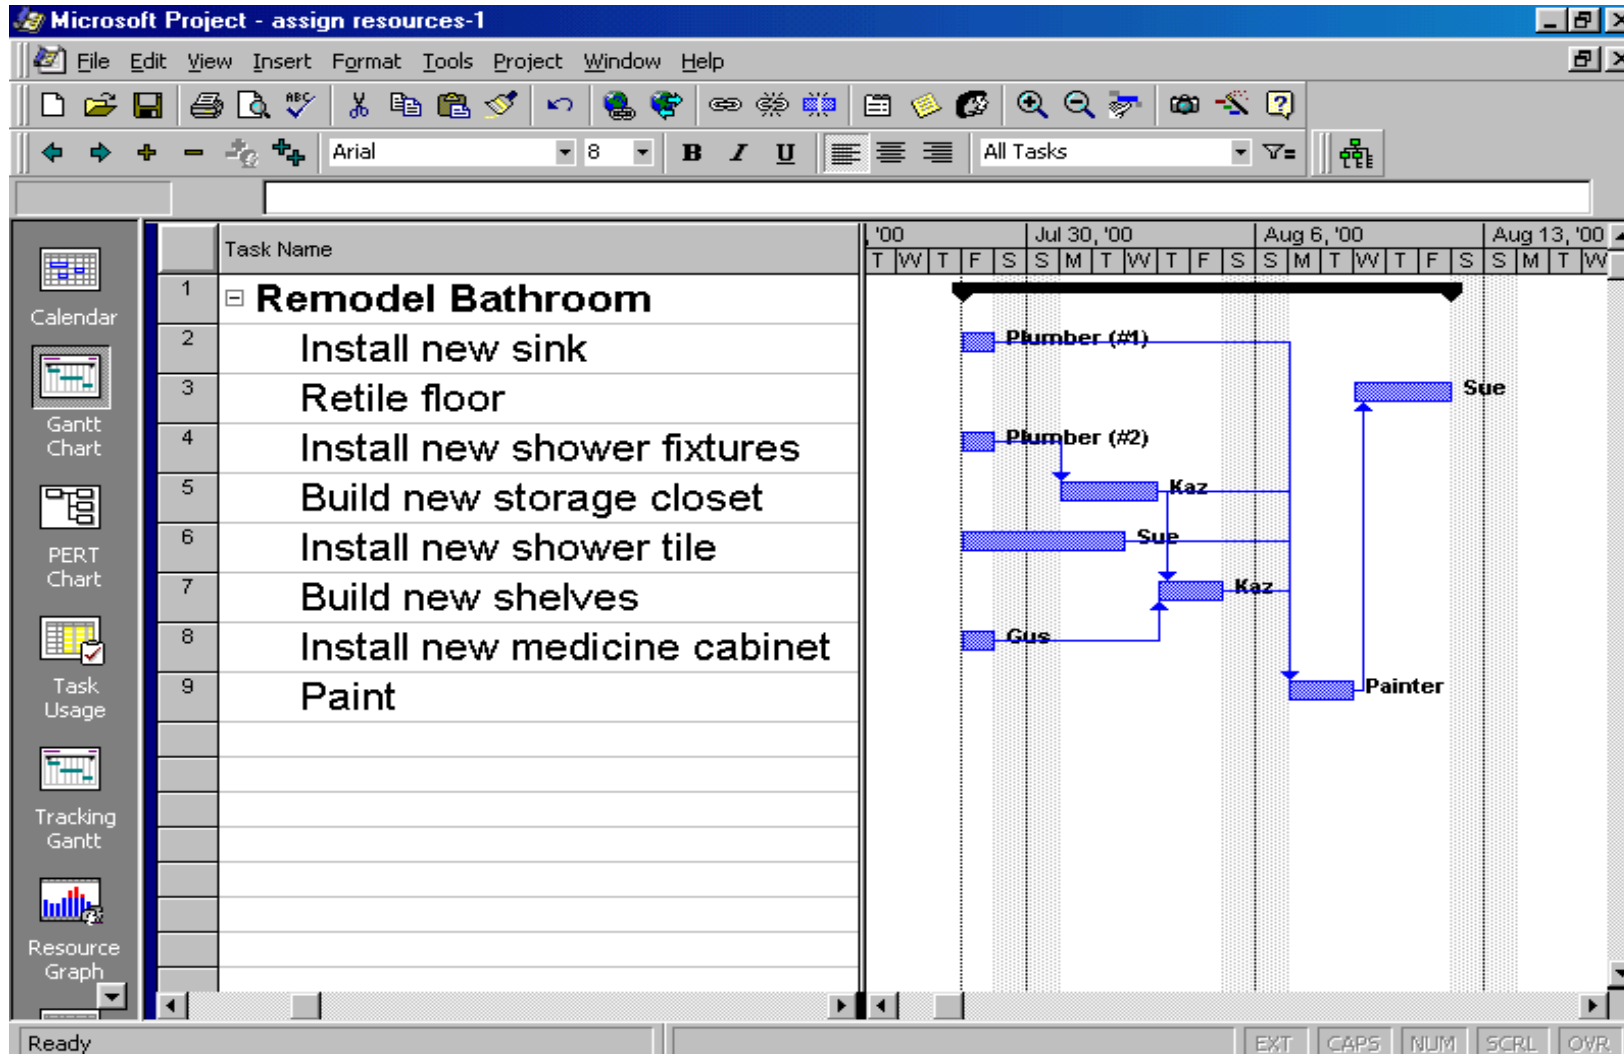 Microsoft Project - assign resources-1
File Edit View Insert Format Tools Project Window Help
ABC
Arial 8 B I U All Tasks
Task Name
, '00 Jul 30, '00 Aug 6, '00 Aug 13, '00
T W T F S S M T W T F S S M T W T F S S M T W
Calendar
Gantt
Chart
PERT
Chart
Task
Usage
Tracking
Gantt
Resource
Graph
1 Remodel Bathroom
2 Install new sink Plumber (#1)
3 Retile floor Sue
4 Install new shower fixtures Plumber (#2)
5 Build new storage closet Kaz
6 Install new shower tile Sue
7 Build new shelves Kaz
8 Install new medicine cabinet Gus
9 Paint Painter
Ready EXT CAPS NUM SCRL OVR